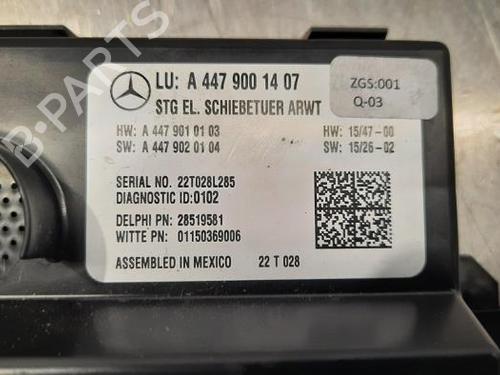 LU: A 447 900 14 07
STG EL. SCHIEBETUER ARWT
ZGS:001
Q-03
HW: A 447 901 01 03
HW: 15/47-00
SW: A 447 902 01 04
SW: 15/26-02
SERIAL NO. 22T028L285
DIAGNOSTIC ID:0102
DELPHI PN: 28519581
WITTE PN: 01150369006
ASSEMBLED IN MEXICO
22 T 028